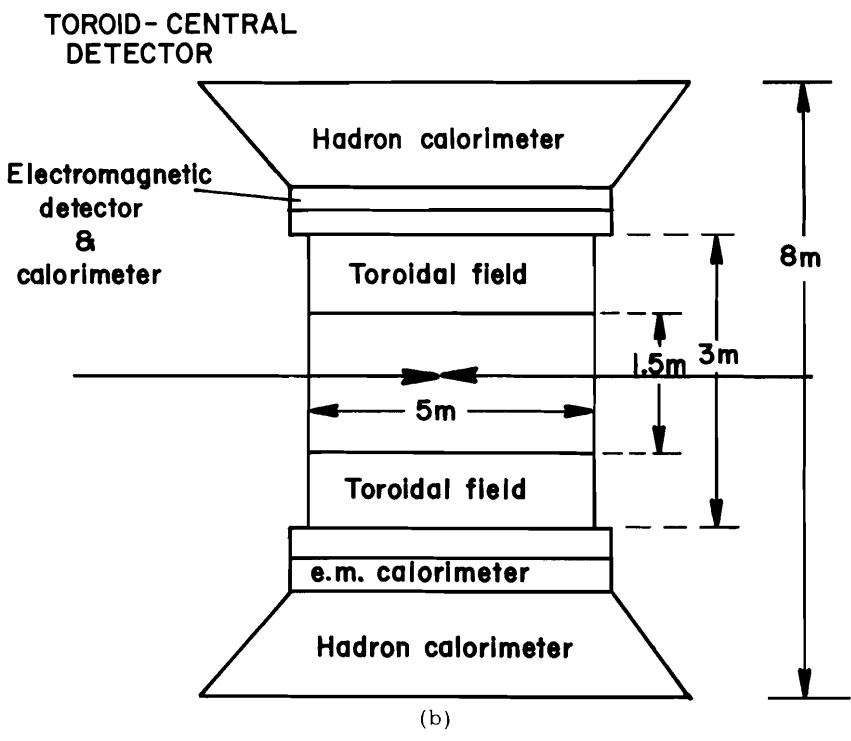 TOROID-CENTRAL
DETECTOR
Hadron calorimeter
Electromagnetic
detector
&
calorimeter
Toroidal field
8m
3m
1.5m
5m
Toroidal field
e.m. calorimeter
Hadron calorimeter
(b)